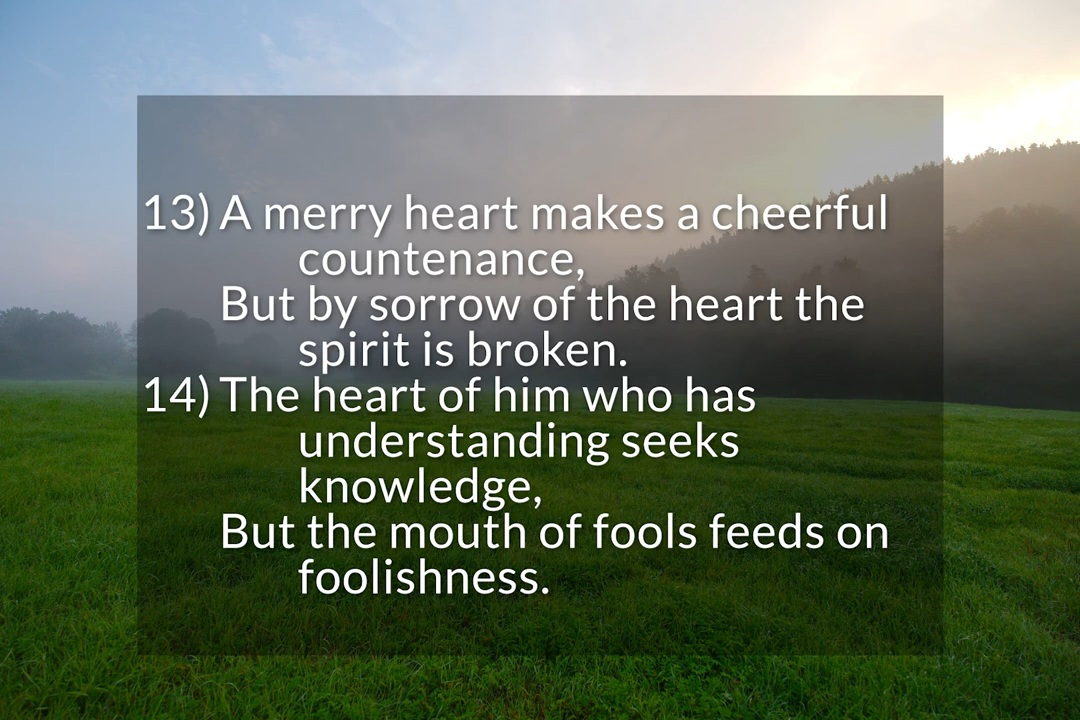 13) A merry heart makes a cheerful
countenance,
But by sorrow of the heart the
spirit is broken.
14) The heart of him who has
understanding seeks
knowledge,
But the mouth of fools feeds on
foolishness.